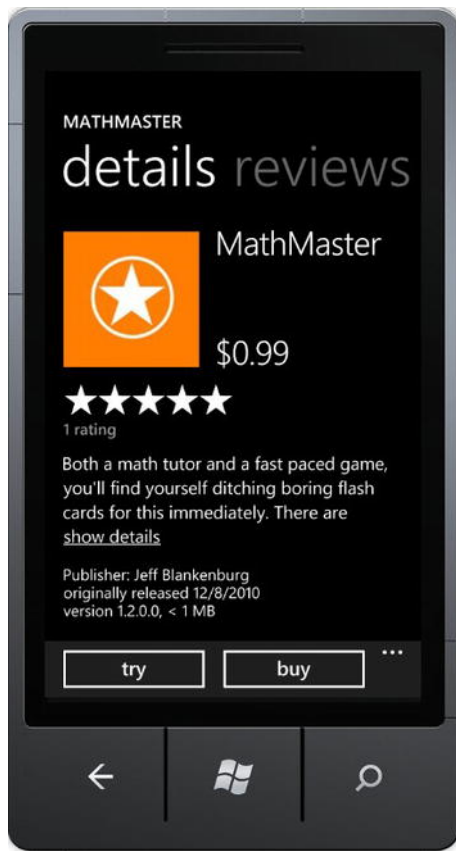 MATHMASTER
details reviews
MathMaster
$0.99
1 rating
Both a math tutor and a fast paced game,
you'll find yourself ditching boring flash
cards for this immediately. There are
show details
Publisher: Jeff Blankenburg
originally released 12/8/2010
version 1.2.0.0, < 1 MB
try buy